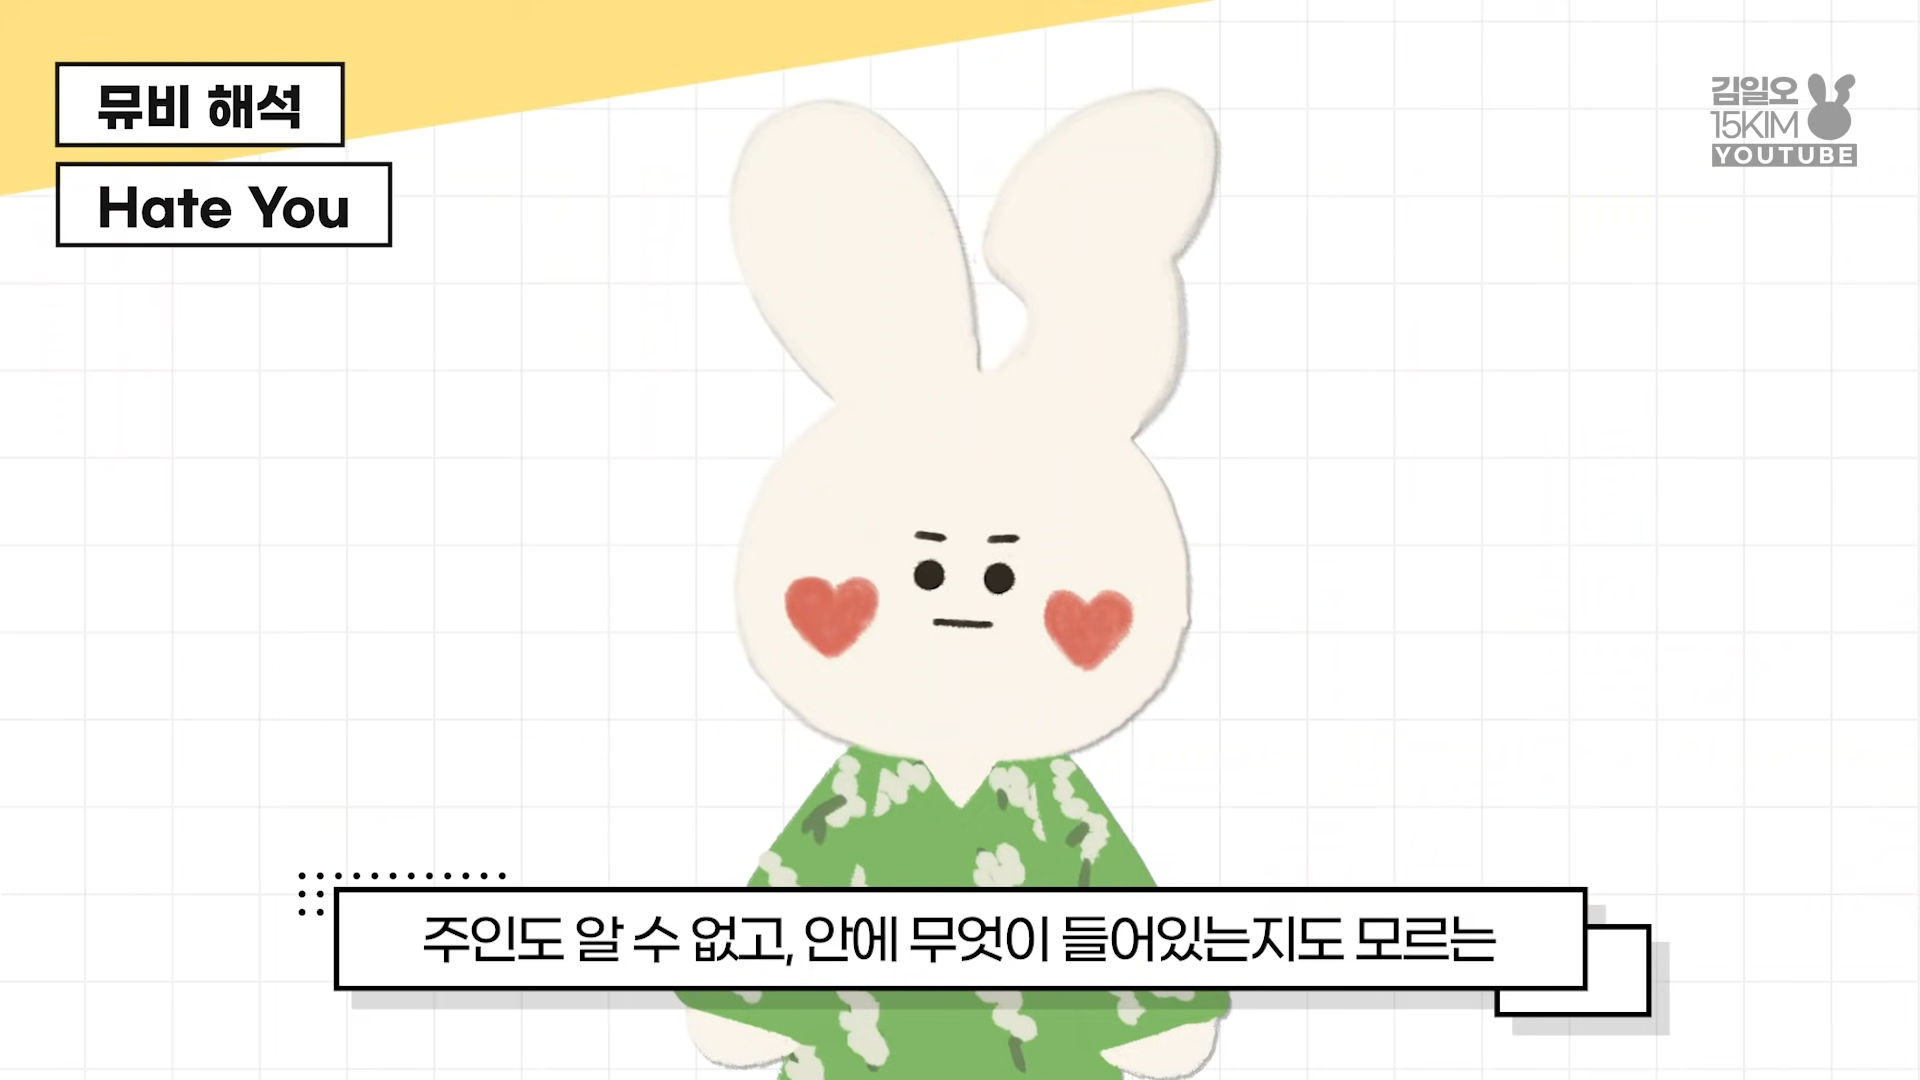 뮤비 해석
Hate You
김일오
15KIM
YOUTUBE
주인도 알 수 없고, 안에 무엇이 들어있는지도 모르는